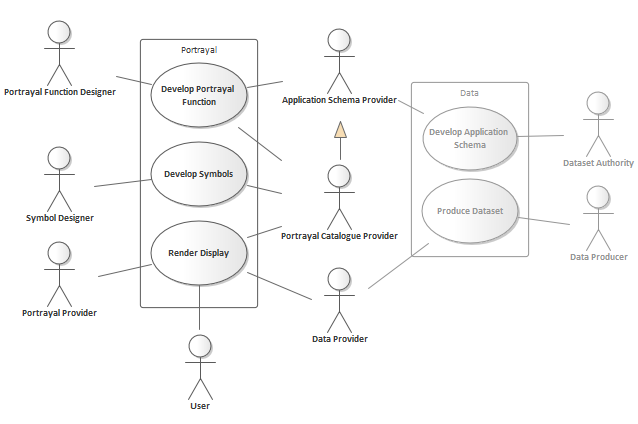 Portrayal
Data
Portrayal Function Designer
Develop Portrayal
Function
Application Schema Provider
Develop Application
Schema
Dataset Authority
Symbol Designer
Develop Symbols
Portrayal Catalogue Provider
Produce Dataset
Data Producer
Portrayal Provider
Render Display
Data Provider
User